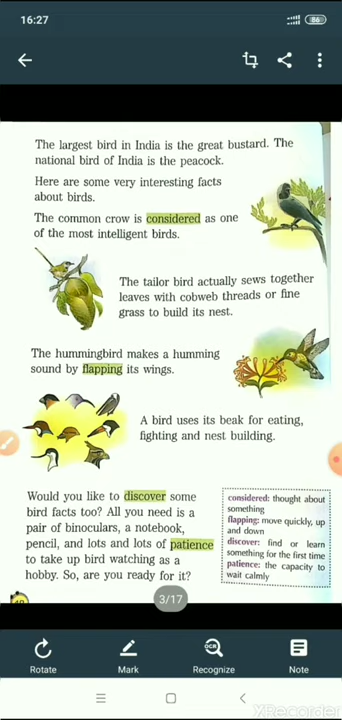 16:27
86
The largest bird in India is the great bustard. The
national bird of India is the peacock.
Here are some very interesting facts
about birds.
The common crow is considered as one
of the most intelligent birds.
The tailor bird actually sews together
leaves with cobweb threads or fine
grass to build its nest.
The hummingbird makes a humming
sound by flapping its wings.
A bird uses its beak for eating,
fighting and nest building.
Would you like to discover some
bird facts too? All you need is a
pair of binoculars, a notebook,
pencil, and lots and lots of patience
to take up bird watching as a
hobby. So, are you ready for it?
considered: thought about
something
flapping: move quickly, up
and down
discover: find or learn
something for the first time
patience: the capacity to
wait calmly
3/17
OCR
Rotate
Mark
Recognize
Note
XRecorder